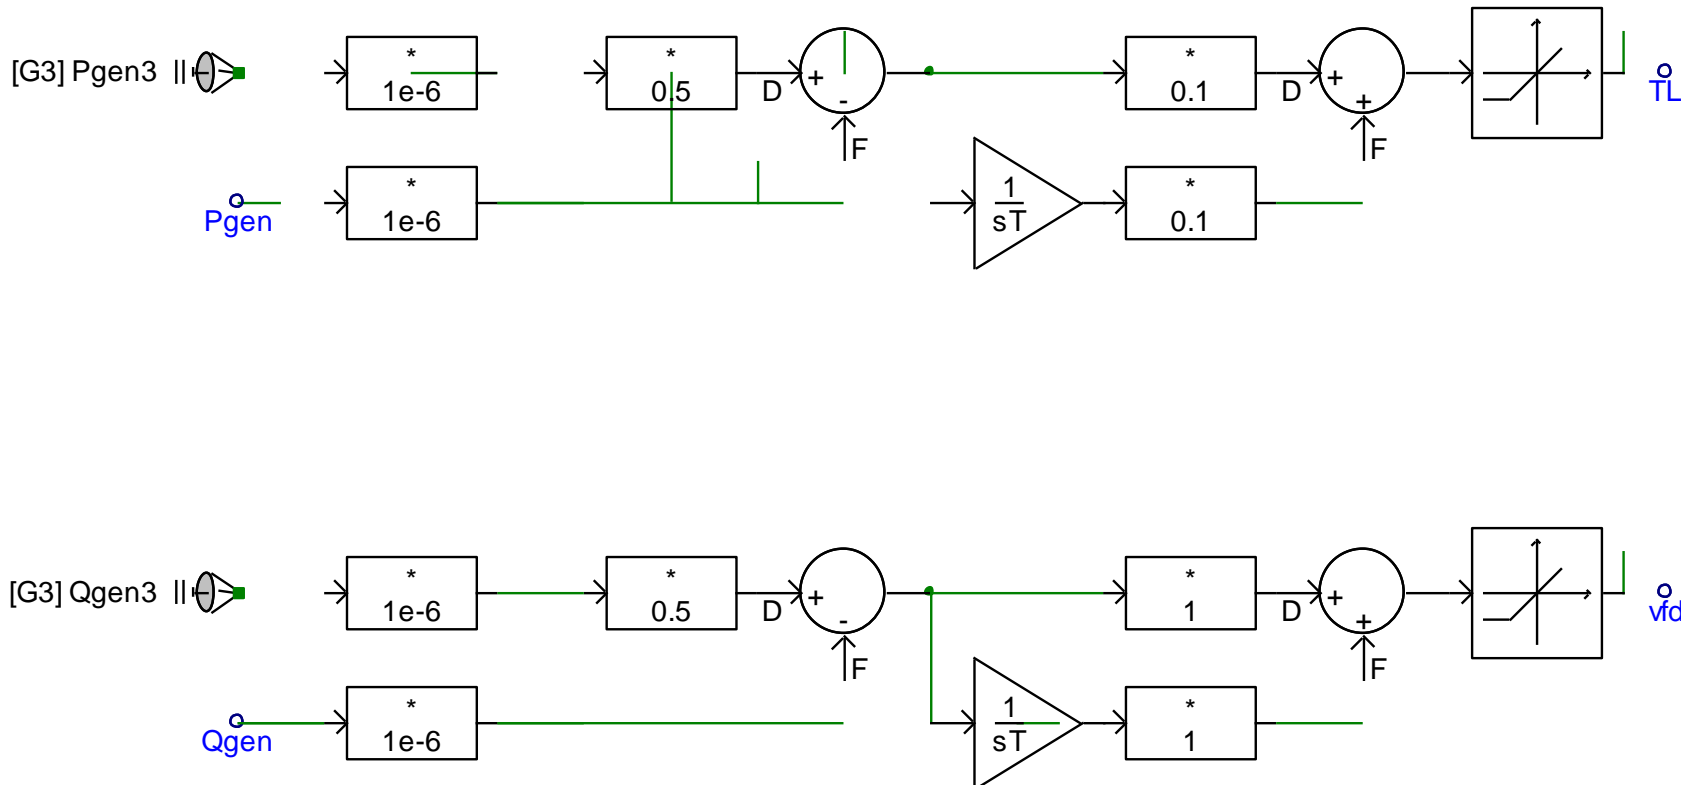 [G3] Pgen3
*
1e-6
*
0.5
D
+
-
F
*
0.1
D
+
+
F
TL
Pgen
*
1e-6
1
sT
*
0.1
[G3] Qgen3
*
1e-6
*
0.5
D
+
-
F
*
1
D
+
+
F
vfd
Qgen
*
1e-6
1
sT
*
1